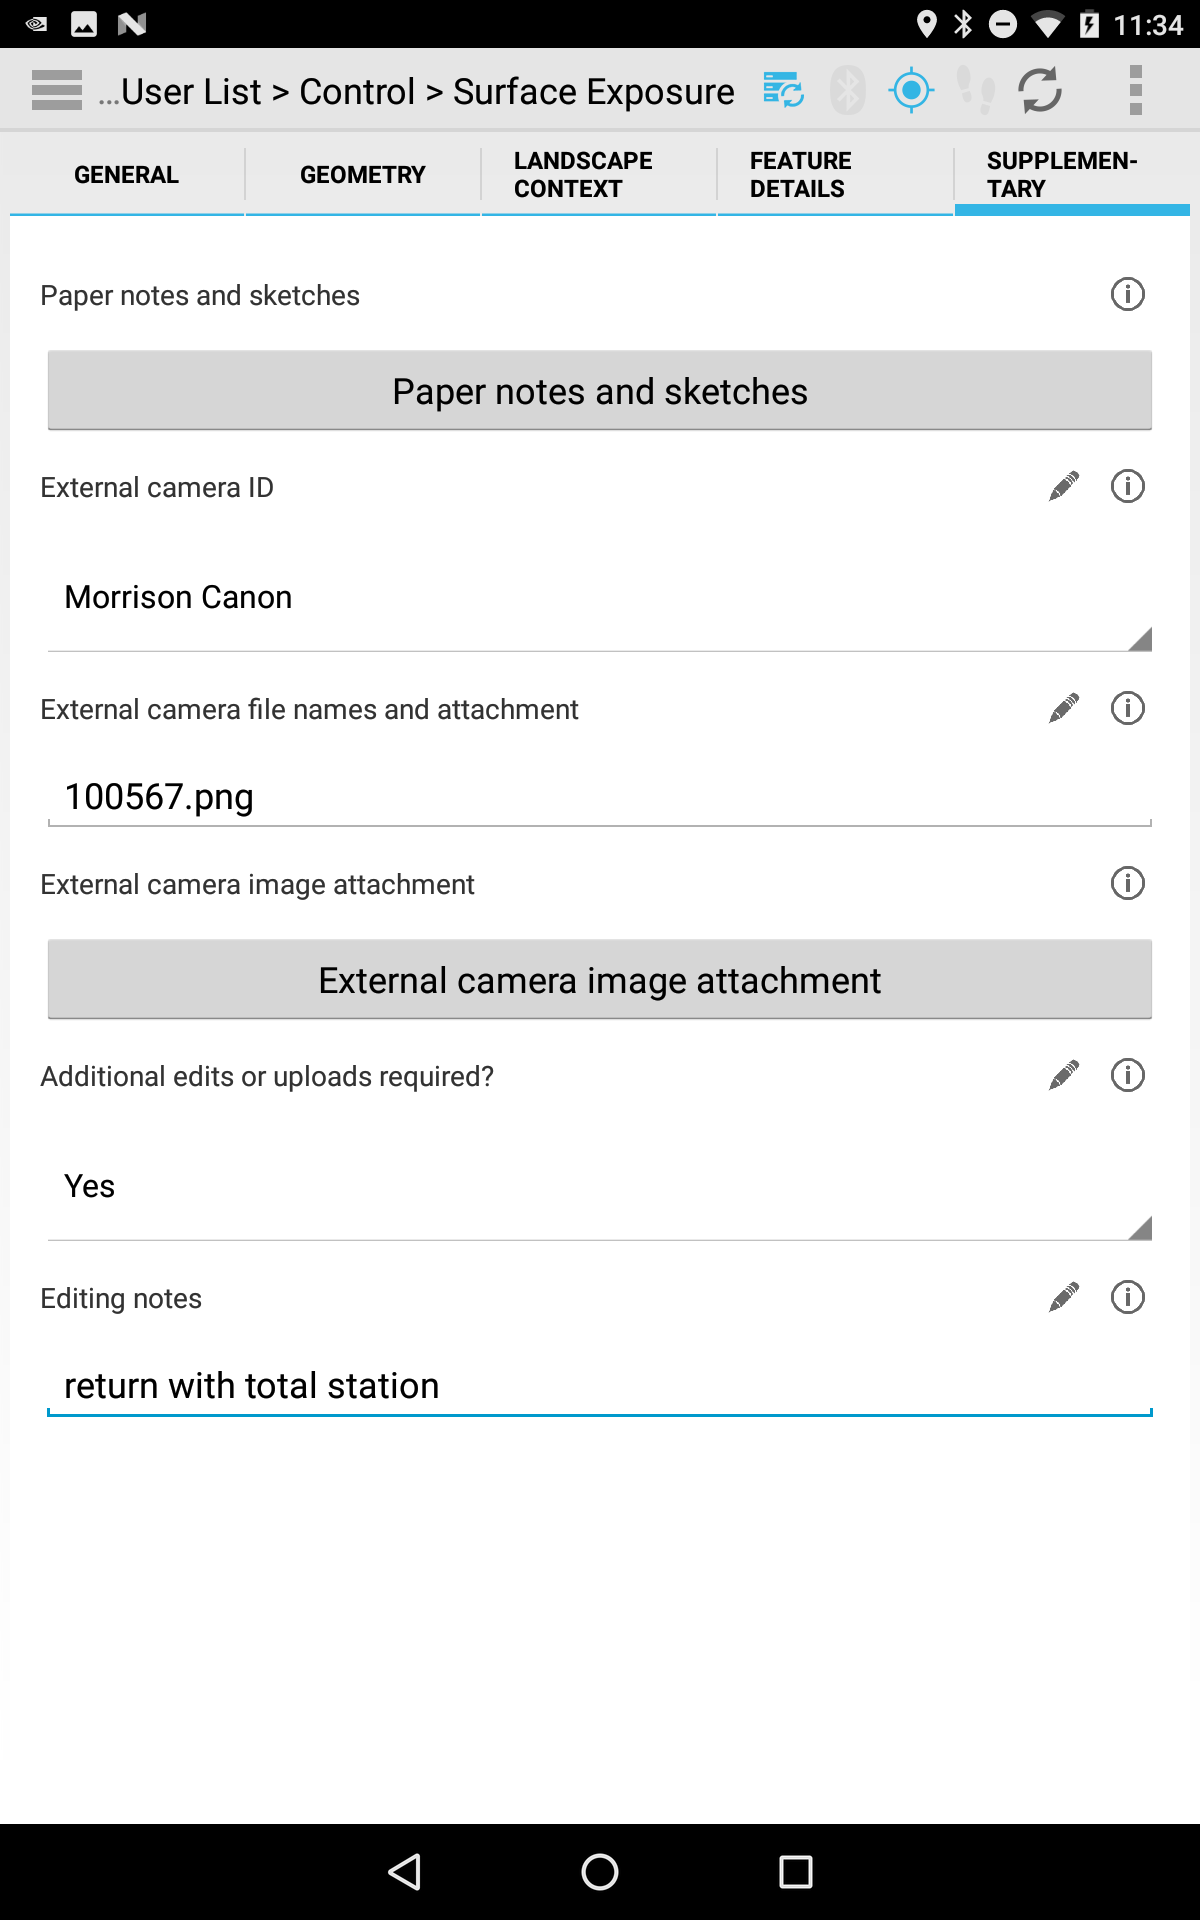 11:34
...User List > Control > Surface Exposure
GENERAL
GEOMETRY
LANDSCAPE
CONTEXT
FEATURE
DETAILS
SUPPLEMEN-
TARY
Paper notes and sketches
Paper notes and sketches
External camera ID
Morrison Canon
External camera file names and attachment
100567.png
External camera image attachment
External camera image attachment
Additional edits or uploads required?
Yes
Editing notes
return with total station